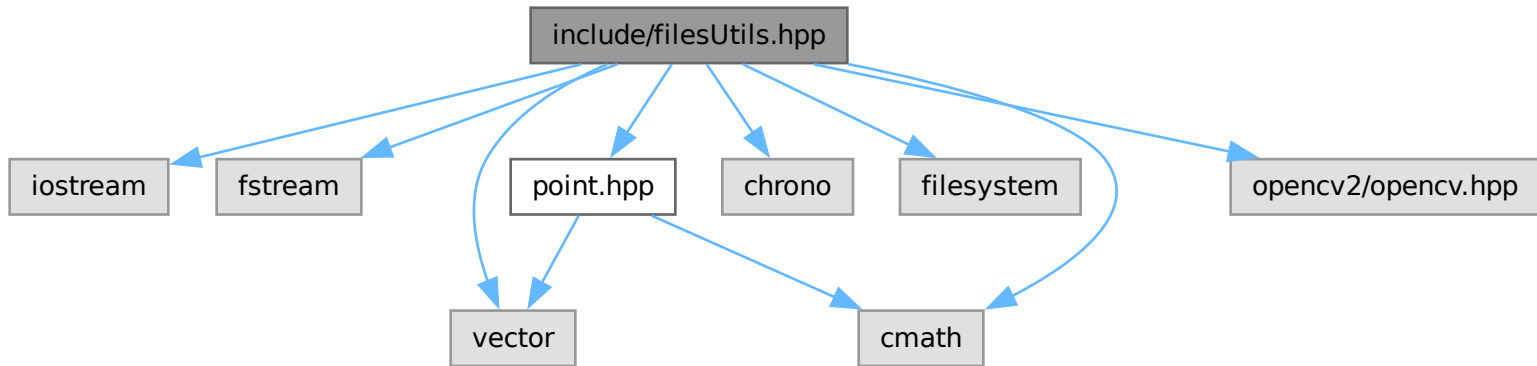 include/filesUtils.hpp
iostream
fstream
point.hpp
chrono
filesystem
opencv2/opencv.hpp
vector
cmath